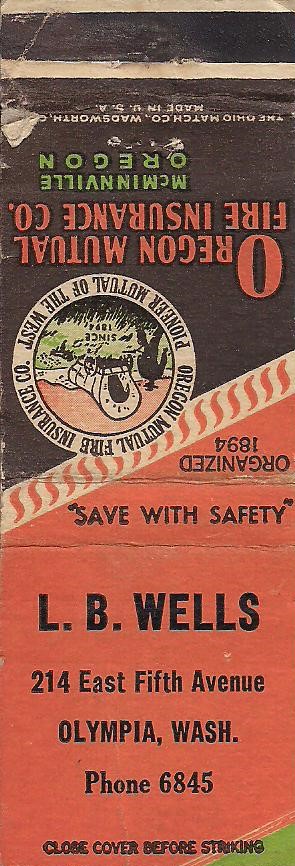 ORGANIZED
1894
OREGON MUTUAL FIRE INSURANCE CO.
PIONEER MUTUAL OF THE WEST
SINCE
1894
OREGON MUTUAL
FIRE INSURANCE CO.
McMINNVILLE
OREGON
THE OHIO MATCH CO., WADSWORTH,
MADE IN U. S. A.
"SAVE WITH SAFETY"
L. B. WELLS
214 East Fifth Avenue
OLYMPIA, WASH.
Phone 6845
CLOSE COVER BEFORE STRIKING